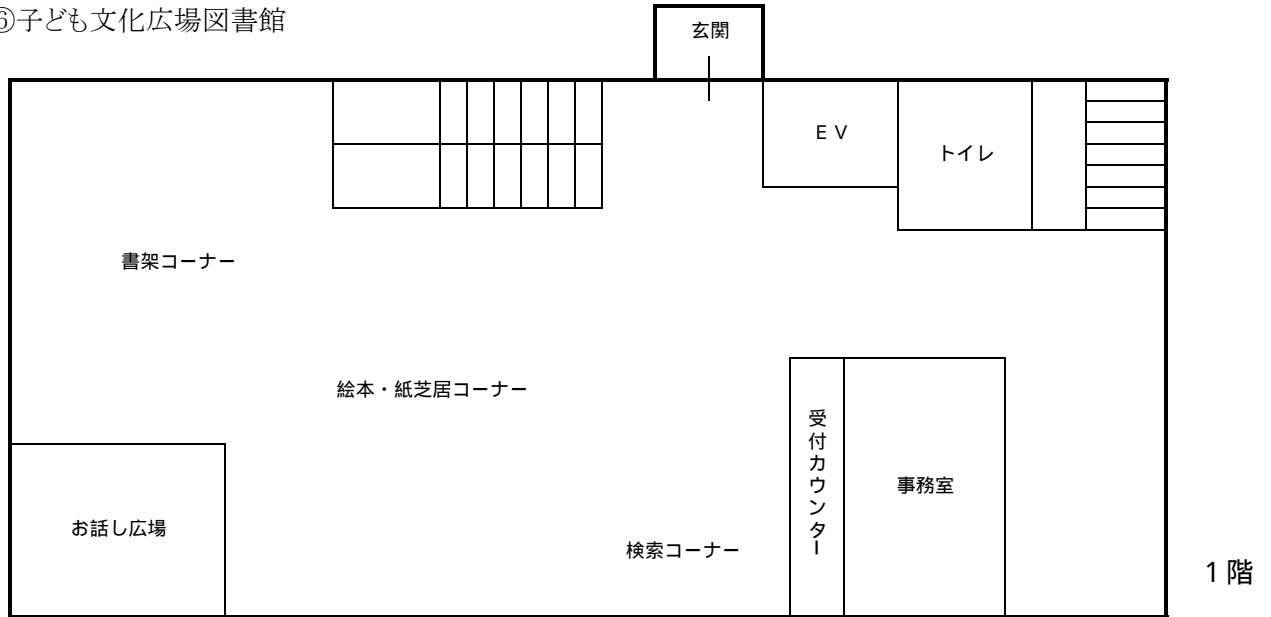 ⑥子ども文化広場図書館
玄関
ＥＶ
トイレ
書架コーナー
絵本・紙芝居コーナー
受付カウンター
事務室
お話し広場
検索コーナー
1階